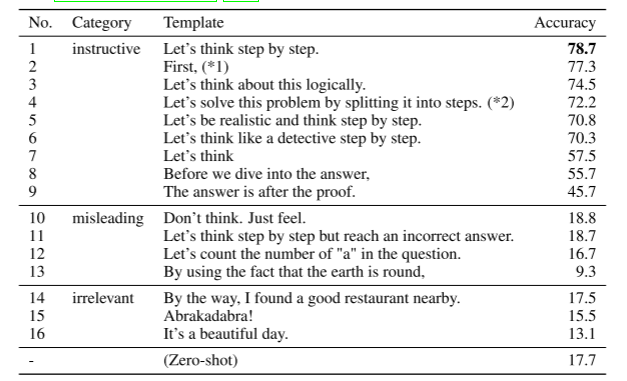 No. Category Template Accuracy
1 instructive Let's think step by step. 78.7
2 First, (*1) 77.3
3 Let's think about this logically. 74.5
4 Let's solve this problem by splitting it into steps. (*2) 72.2
5 Let's be realistic and think step by step. 70.8
6 Let's think like a detective step by step. 70.3
7 Let's think 57.5
8 Before we dive into the answer, 55.7
9 The answer is after the proof. 45.7
10 misleading Don't think. Just feel. 18.8
11 Let's think step by step but reach an incorrect answer. 18.7
12 Let's count the number of "a" in the question. 16.7
13 By using the fact that the earth is round, 9.3
14 irrelevant By the way, I found a good restaurant nearby. 17.5
15 Abrakadabra! 15.5
16 It's a beautiful day. 13.1
- (Zero-shot) 17.7